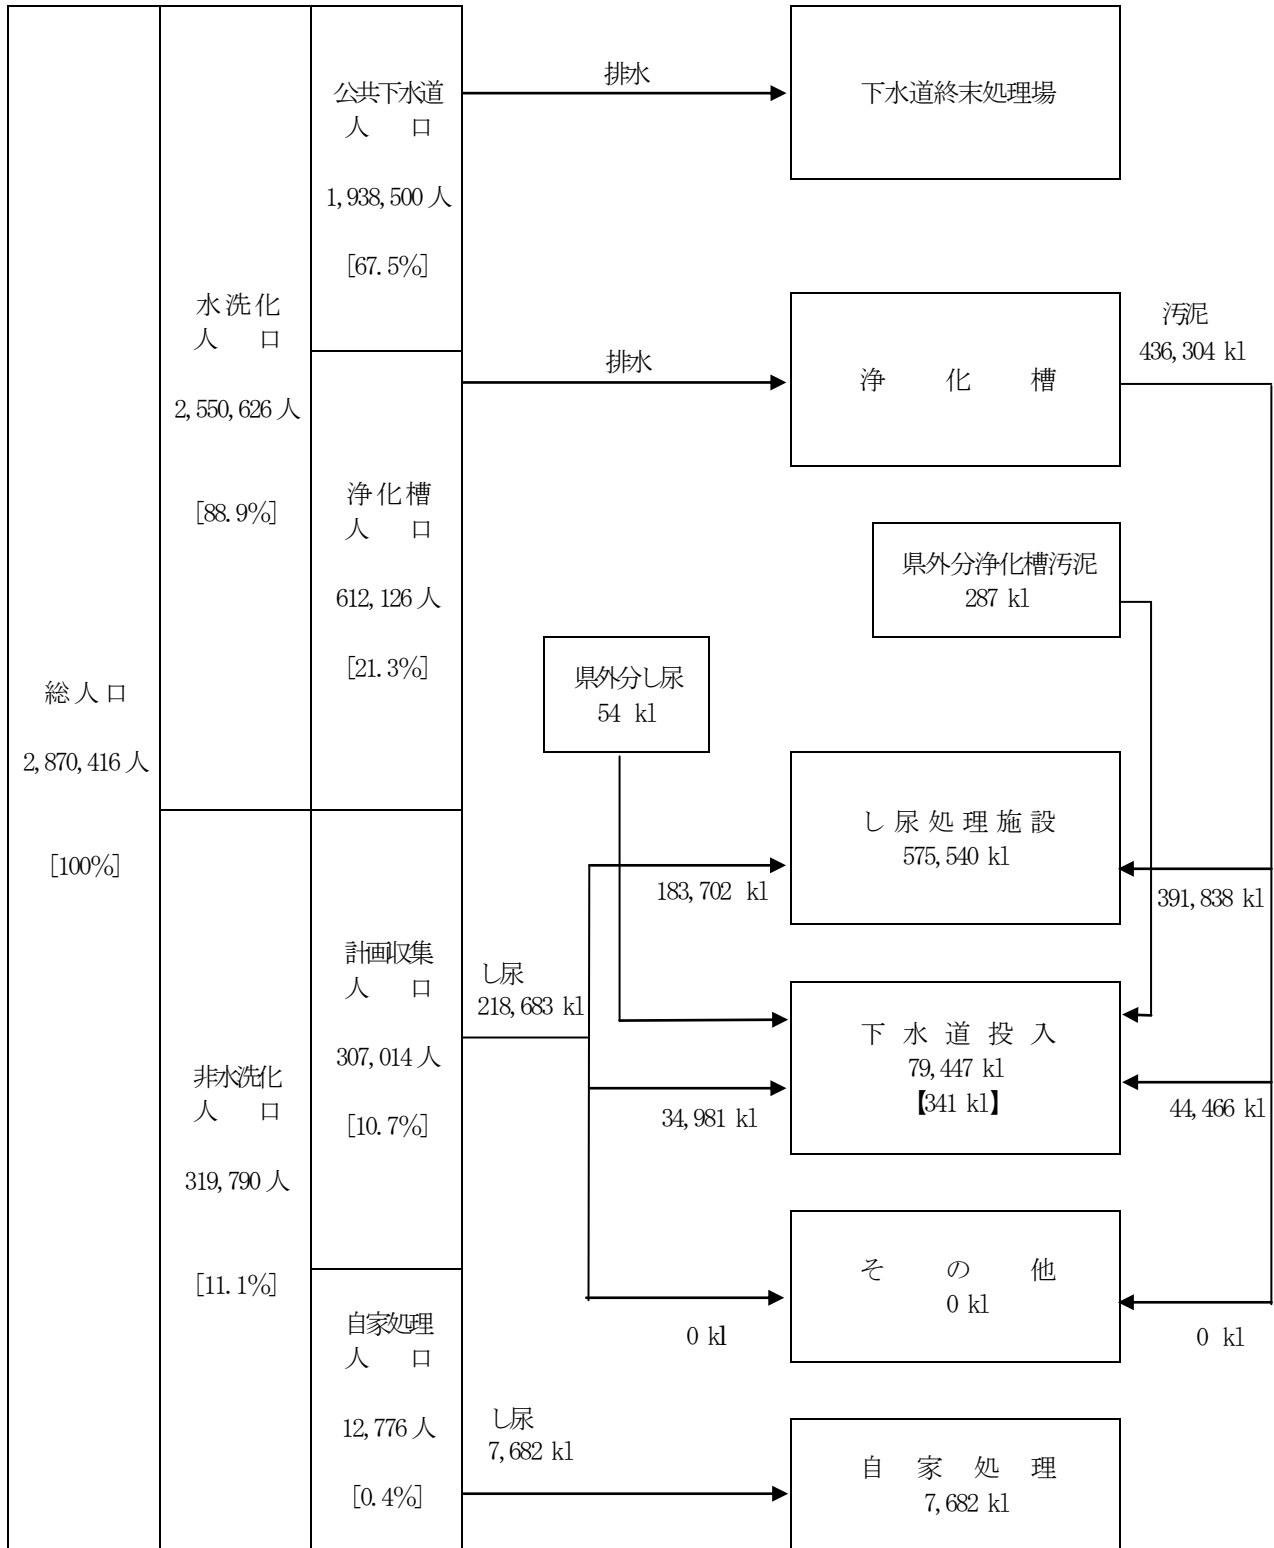 総人口
2,870,416人
[100%]
水洗化
人　口
2,550,626人
[88.9%]
非水洗化
人　口
319,790人
[11.1%]
公共下水道
人　口
1,938,500人
[67.5%]
浄化槽
人　口
612,126人
[21.3%]
計画収集
人　口
307,014人
[10.7%]
自家処理
人　口
12,776人
[0.4%]
排水
下水道終末処理場
排水
浄　化　槽
汚泥
436,304 kl
県外分浄化槽汚泥
287 kl
県外分し尿
54 kl
し尿処理施設
575,540 kl
183,702 kl
391,838 kl
し尿
218,683 kl
下水道投入
79,447 kl
【341 kl】
34,981 kl
44,466 kl
そ　の　他
0 kl
0 kl
0 kl
し尿
7,682 kl
自家処理
7,682 kl